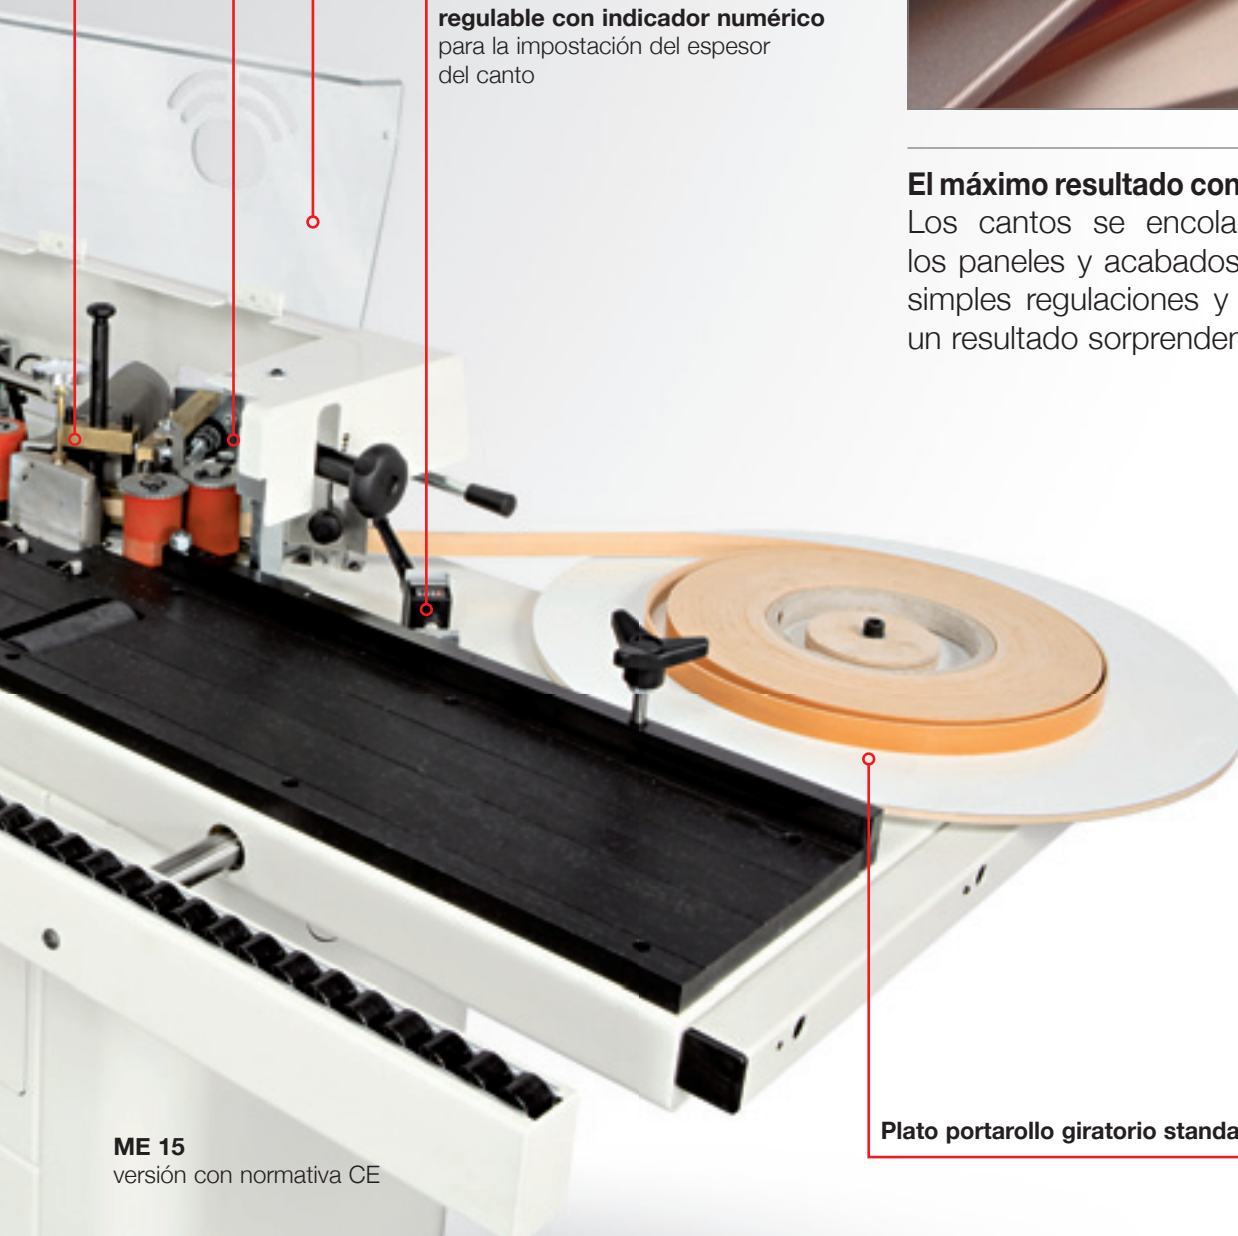 regulable con indicador numérico
para la impostación del espesor
del canto
El máximo resultado con
Los cantos se encola
los paneles y acabados
simples regulaciones y
un resultado sorprenden
Plato portarollo giratorio standa
ME 15
versión con normativa CE